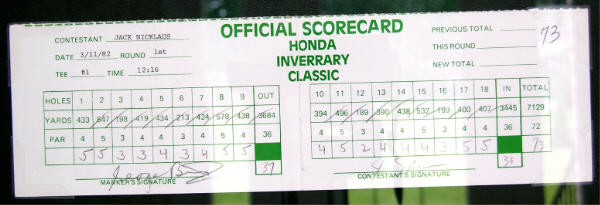 OFFICIAL SCORECARD
HONDA
INVERRARY
CLASSIC
CONTESTANT JACK NICKLAUS
DATE 3/11/82 ROUND 1st
TEE #1 TIME 12:16
PREVIOUS TOTAL
THIS ROUND
NEW TOTAL
73
HOLES 1 2 3 4 5 6 7 8 9 OUT
YARDS 433 547 198 419 434 213 424 578 438 3684
PAR 4 5 3 4 4 3 4 5 4 36
5 5 3 3 4 3 4 5 5
37
MARKER'S SIGNATURE
10 11 12 13 14 15 16 17 18 IN TOTAL
394 496 189 390 438 532 199 400 407 3445 7129
4 5 3 4 4 5 3 4 4 36 72
4 5 2 4 4 4 3 5 5 73
36
CONTESTANT'S SIGNATURE